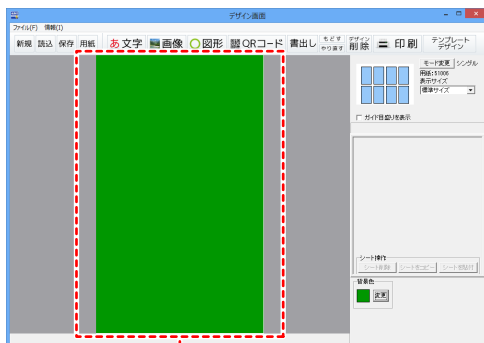 デザイン画面
ファイル(F) 情報(I)
新規 読込 保存 用紙 あ文字 画像 図形 QRコード 書出し もどす やり直す デザイン削除 印刷 テンプレートデザイン
モード変更 シングル
用紙:51006
表示サイズ
標準サイズ
ガイド目盛りを表示
シート操作
シート削除 シートをコピー シート貼付
背景色
変更